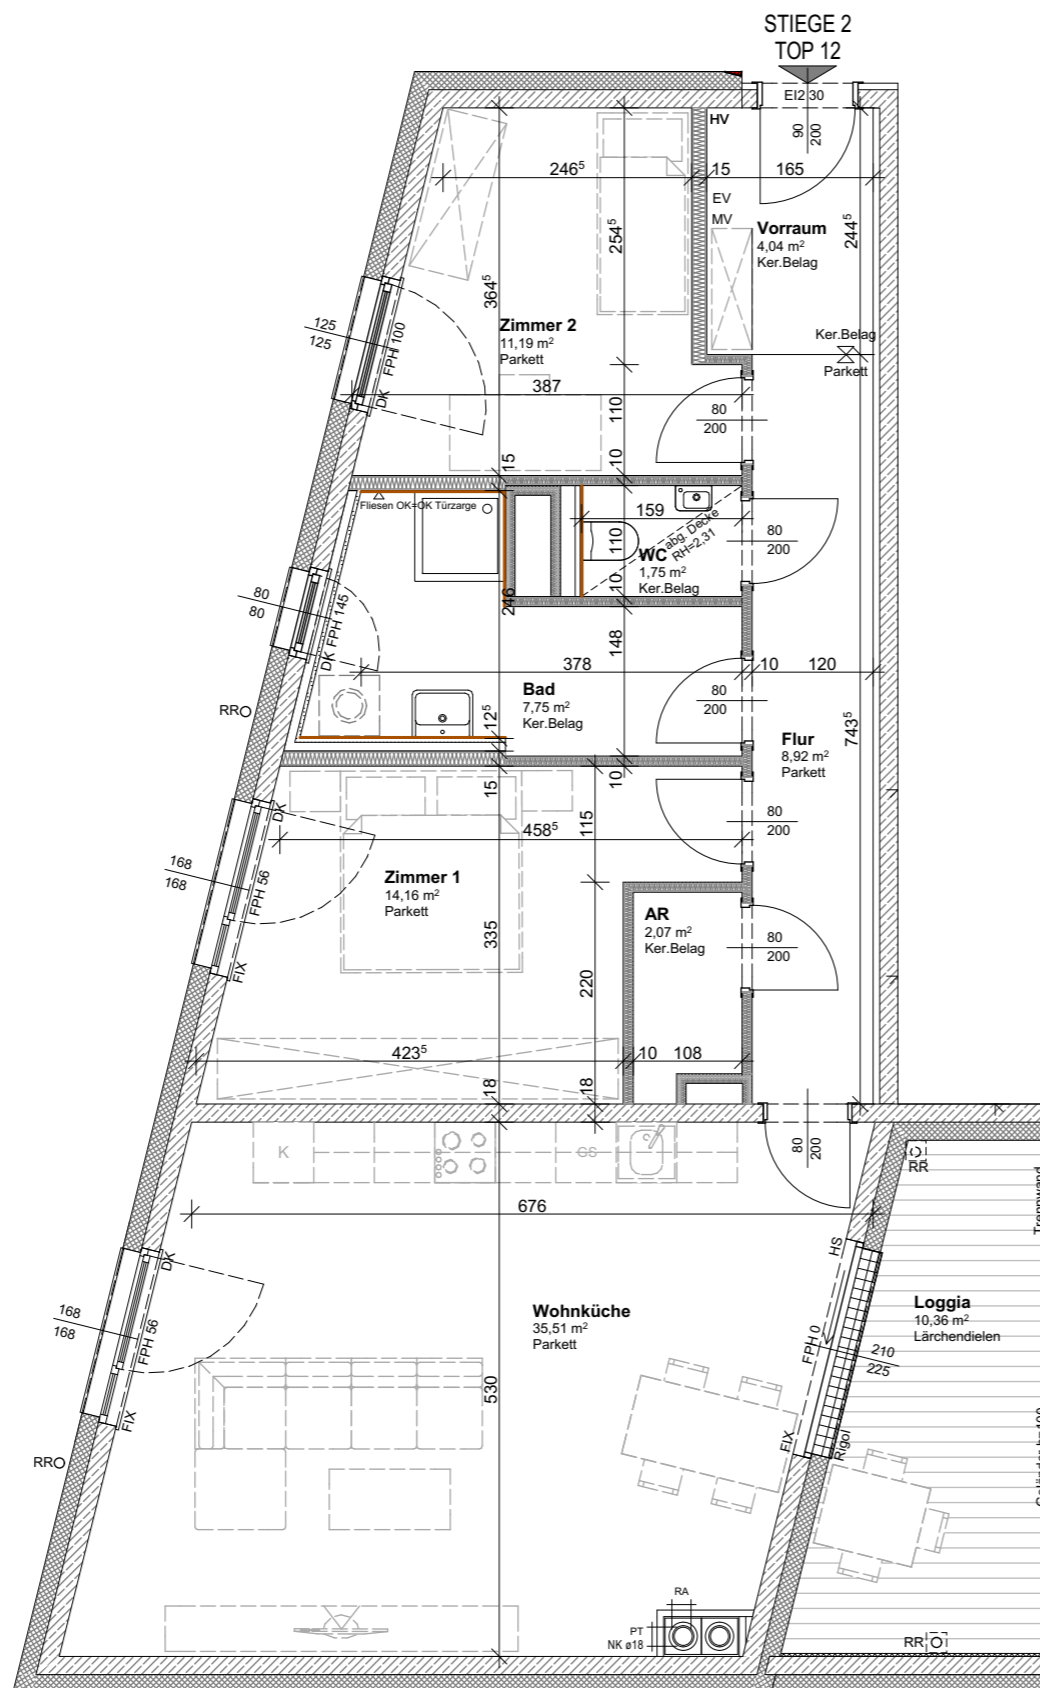 STIEGE 2
TOP 12
EI2 30
90
200
HV
246⁵
15
165
EV
MV
254⁵
244⁵
Vorraum
4,04 m²
Ker.Belag
364⁵
125
125
FPH 100
DK
Zimmer 2
11,19 m²
Parkett
Ker.Belag
Parkett
387
110
80
200
15
10
Fliesen OK=OK Türzarge
159
abg. Decke
RH=2,31
110
WC
1,75 m²
Ker.Belag
80
200
10
246
80
80
FPH 145
DK
148
378
10
120
Bad
7,75 m²
Ker.Belag
80
200
RR
12⁵
743⁵
Flur
8,92 m²
Parkett
15
10
DK
115
458⁵
80
200
168
168
FPH 56
FIX
Zimmer 1
14,16 m²
Parkett
335
AR
2,07 m²
Ker.Belag
80
200
220
423⁵
10
108
18
18
80
200
K
GS
RR
Trennwand
676
DK
HS
168
168
FPH 56
FIX
Wohnküche
35,51 m²
Parkett
FPH 0
Loggia
10,36 m²
Lärchendielen
210
225
530
FIX
Rigol
RR
RA
PT
NK ø18
RR